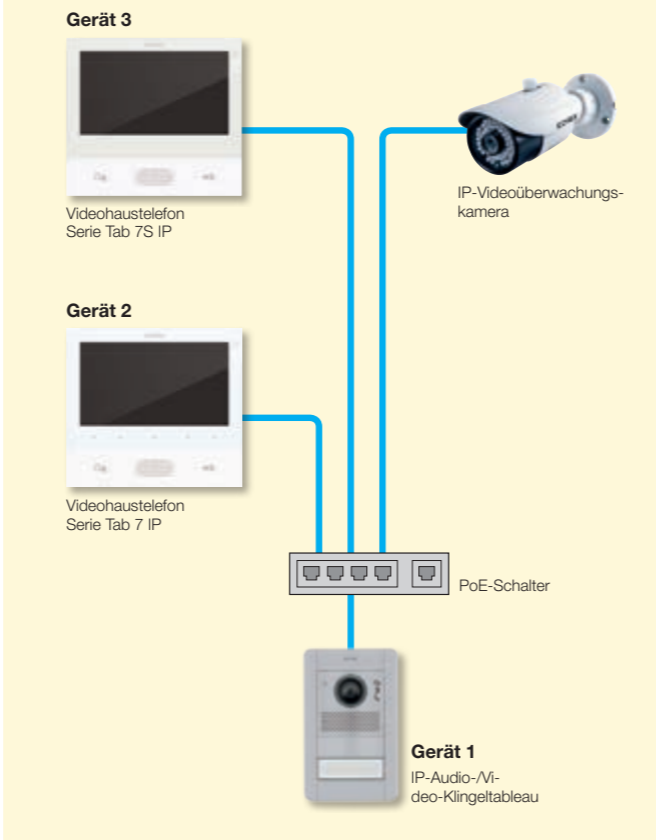 Gerät 3
Videohaustelefon
Serie Tab 7S IP
IP-Videoüberwachungs-
kamera
Gerät 2
Videohaustelefon
Serie Tab 7 IP
PoE-Schalter
Gerät 1
IP-Audio-/Vi-
deo-Klingeltableau